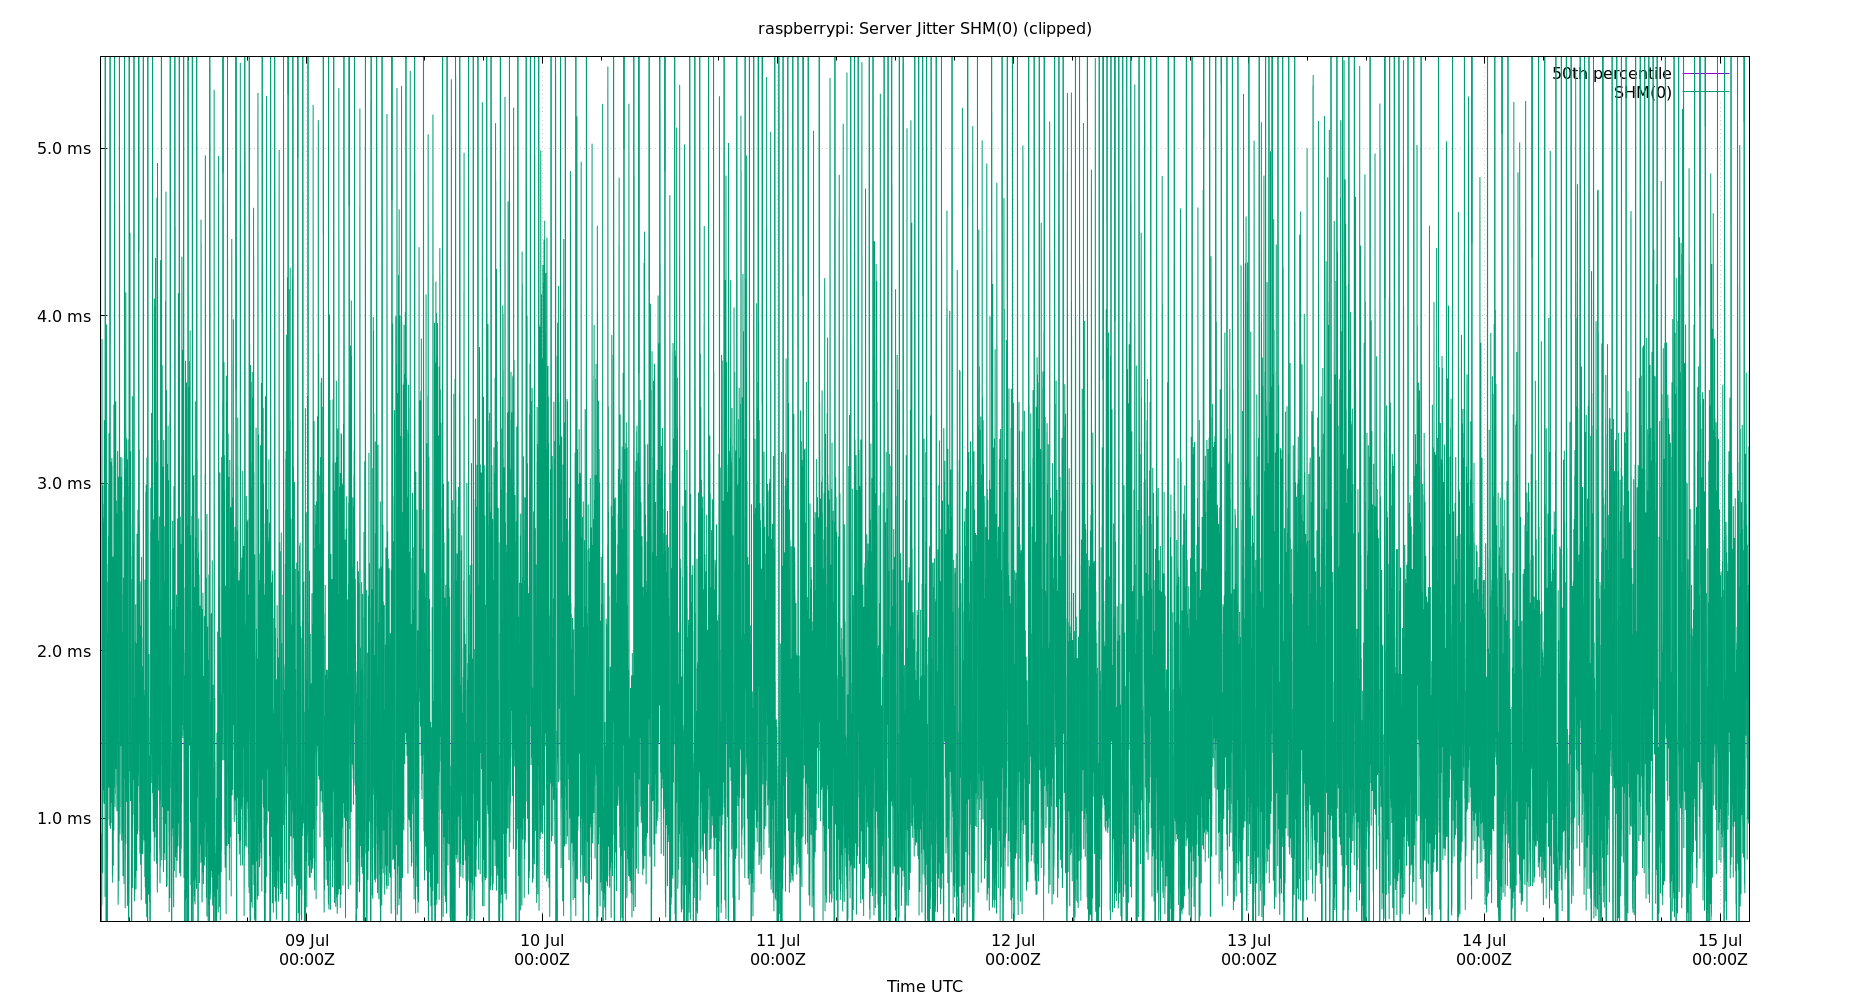 raspberrypi: Server Jitter SHM(0) (clipped)
50th percentile
SHM(0)
5.0 ms
4.0 ms
3.0 ms
2.0 ms
1.0 ms
09 Jul 10 Jul 11 Jul 12 Jul 13 Jul 14 Jul 15 Jul
00:00Z 00:00Z 00:00Z 00:00Z 00:00Z 00:00Z 00:00Z
Time UTC